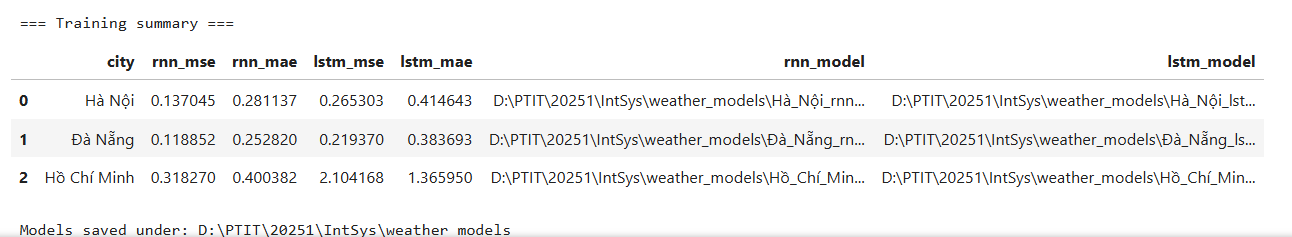 === Training summary ===
city rnn_mse rnn_mae lstm_mse lstm_mae rnn_model lstm_model
0 Hà Nội 0.137045 0.281137 0.265303 0.414643 D:\PTIT\20251\IntSys\weather_models\Hà_Nội_rnn... D:\PTIT\20251\IntSys\weather_models\Hà_Nội_lst...
1 Đà Nẵng 0.118852 0.252820 0.219370 0.383693 D:\PTIT\20251\IntSys\weather_models\Đà_Nẵng_rn... D:\PTIT\20251\IntSys\weather_models\Đà_Nẵng_ls...
2 Hồ Chí Minh 0.318270 0.400382 2.104168 1.365950 D:\PTIT\20251\IntSys\weather_models\Hồ_Chí_Min... D:\PTIT\20251\IntSys\weather_models\Hồ_Chí_Min...
Models saved under: D:\PTIT\20251\IntSys\weather_models